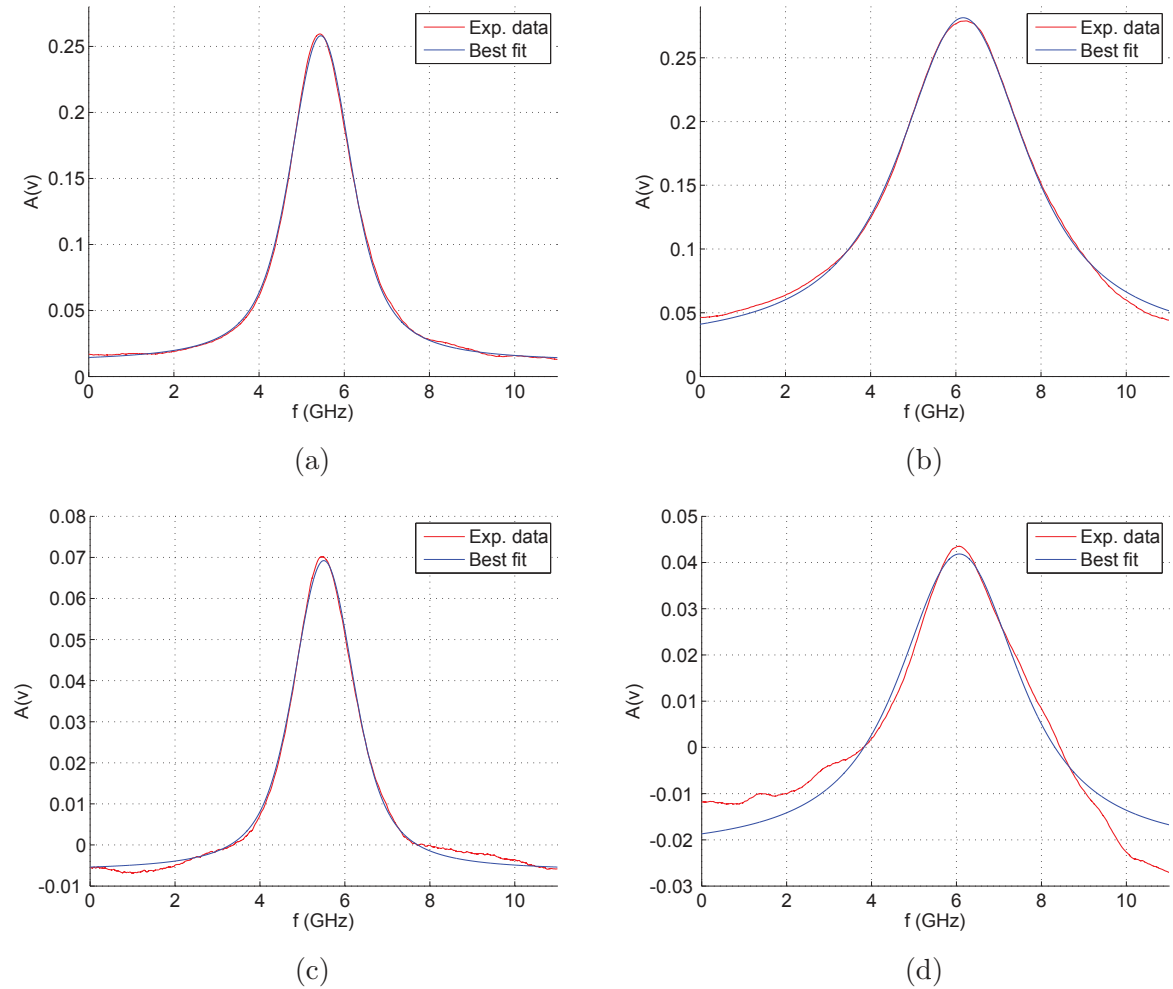 Exp. data
Best fit
0.25
0.2
0.15
0.1
0.05
0
A(v)
0 2 4 6 8 10
f (GHz)
(a)
Exp. data
Best fit
0.25
0.2
0.15
0.1
0.05
0
A(v)
0 2 4 6 8 10
f (GHz)
(b)
Exp. data
Best fit
0.08
0.07
0.06
0.05
0.04
0.03
0.02
0.01
0
-0.01
A(v)
0 2 4 6 8 10
f (GHz)
(c)
Exp. data
Best fit
0.05
0.04
0.03
0.02
0.01
0
-0.01
-0.02
-0.03
A(v)
0 2 4 6 8 10
f (GHz)
(d)